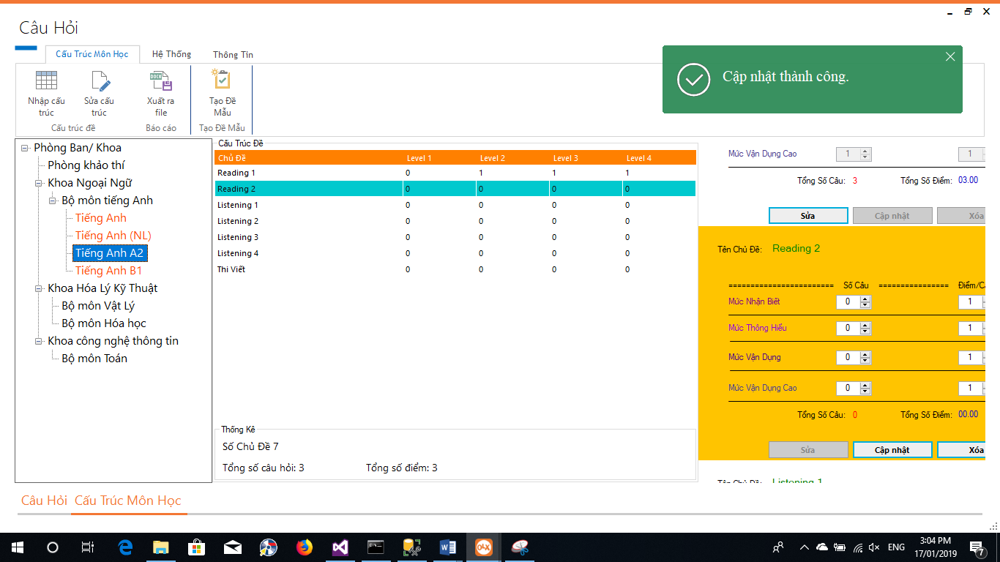 Câu Hỏi
Cấu Trúc Môn Học
Hệ Thống
Thông Tin
Cập nhật thành công.
Nhập cấu trúc
Sửa cấu trúc
Xuất ra file
Tạo Đề Mẫu
Cấu trúc đề
Báo cáo
Tạo Đề Mẫu
Phòng Ban/ Khoa
Phòng khảo thí
Khoa Ngoại Ngữ
Bộ môn tiếng Anh
Tiếng Anh
Tiếng Anh (NL)
Tiếng Anh A2
Tiếng Anh B1
Khoa Hóa Lý Kỹ Thuật
Bộ môn Vật Lý
Bộ môn Hóa học
Khoa công nghệ thông tin
Bộ môn Toán
Cấu Trúc Đề
Chủ Đề Level 1 Level 2 Level 3 Level 4
Reading 1 0 1 1 1
Reading 2 0 0 0 0
Listening 1 0 0 0 0
Listening 2 0 0 0 0
Listening 3 0 0 0 0
Listening 4 0 0 0 0
Thi Viết 0 0 0 0
Thống Kê
Số Chủ Đề 7
Tổng số câu hỏi: 3 Tổng số điểm: 3
Mức Vận Dụng Cao 1 1
Tổng Số Câu: 3 Tổng Số Điểm: 03.00
Sửa Cập nhật Xóa
Tên Chủ Đề: Reading 2
======================== Số Câu ================ Điểm/Câ
Mức Nhận Biết 0 1
Mức Thông Hiểu 0 1
Mức Vận Dụng 0 1
Mức Vận Dụng Cao 0 1
Tổng Số Câu: 0 Tổng Số Điểm: 00.00
Sửa Cập nhật Xóa
Tên Chủ Đề: Listening 1
Câu Hỏi Cấu Trúc Môn Học
ENG
3:04 PM
17/01/2019
7